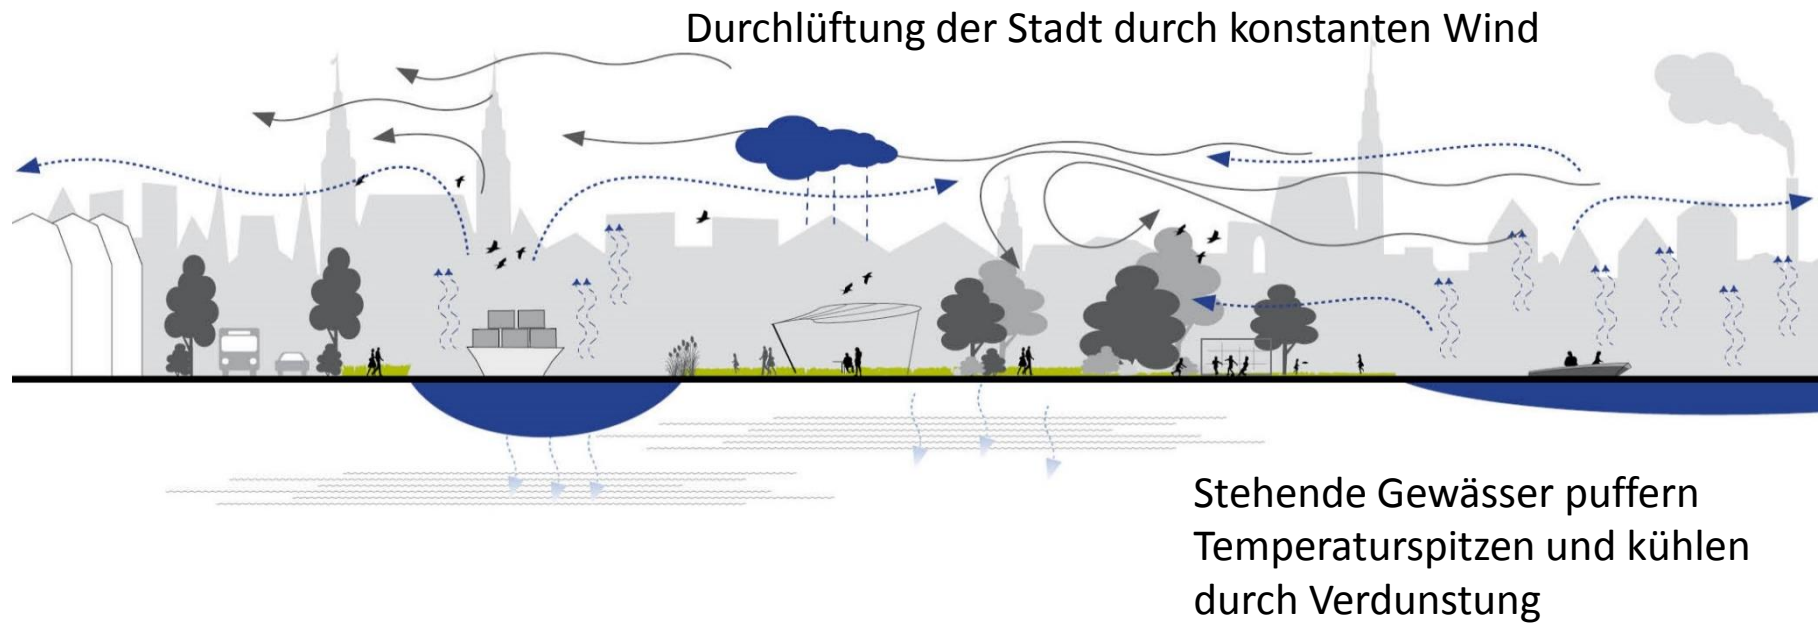 Durchlüftung der Stadt durch konstanten Wind
Stehende Gewässer puffern
Temperaturspitzen und kühlen
durch Verdunstung